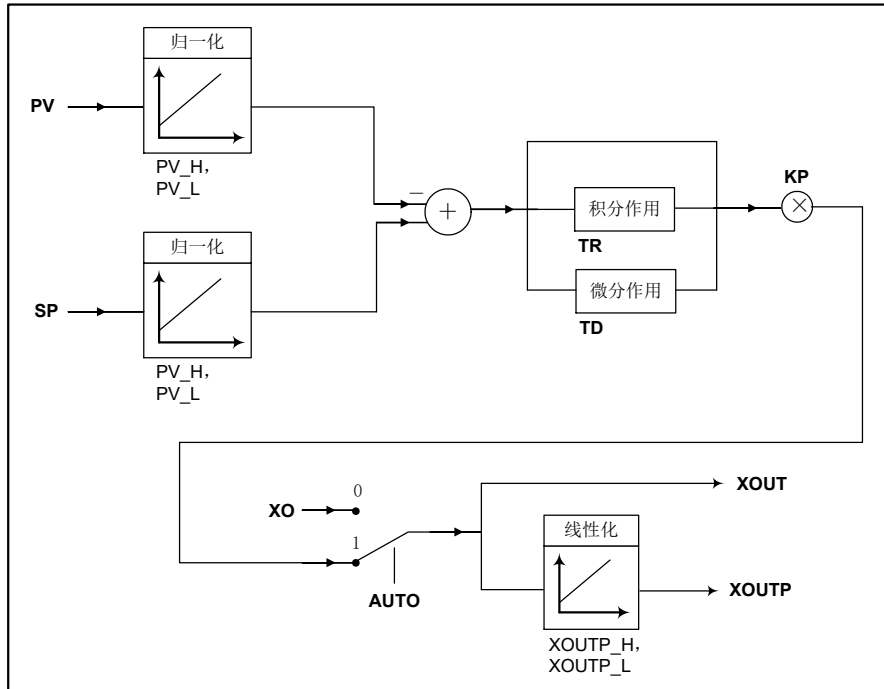 归一化
PV
PV_H，
PV_L
−
+
归一化
SP
PV_H，
PV_L
积分作用
TR
微分作用
TD
KP
×
0
XO
1
AUTO
XOUT
线性化
XOUTP
XOUTP_H，
XOUTP_L